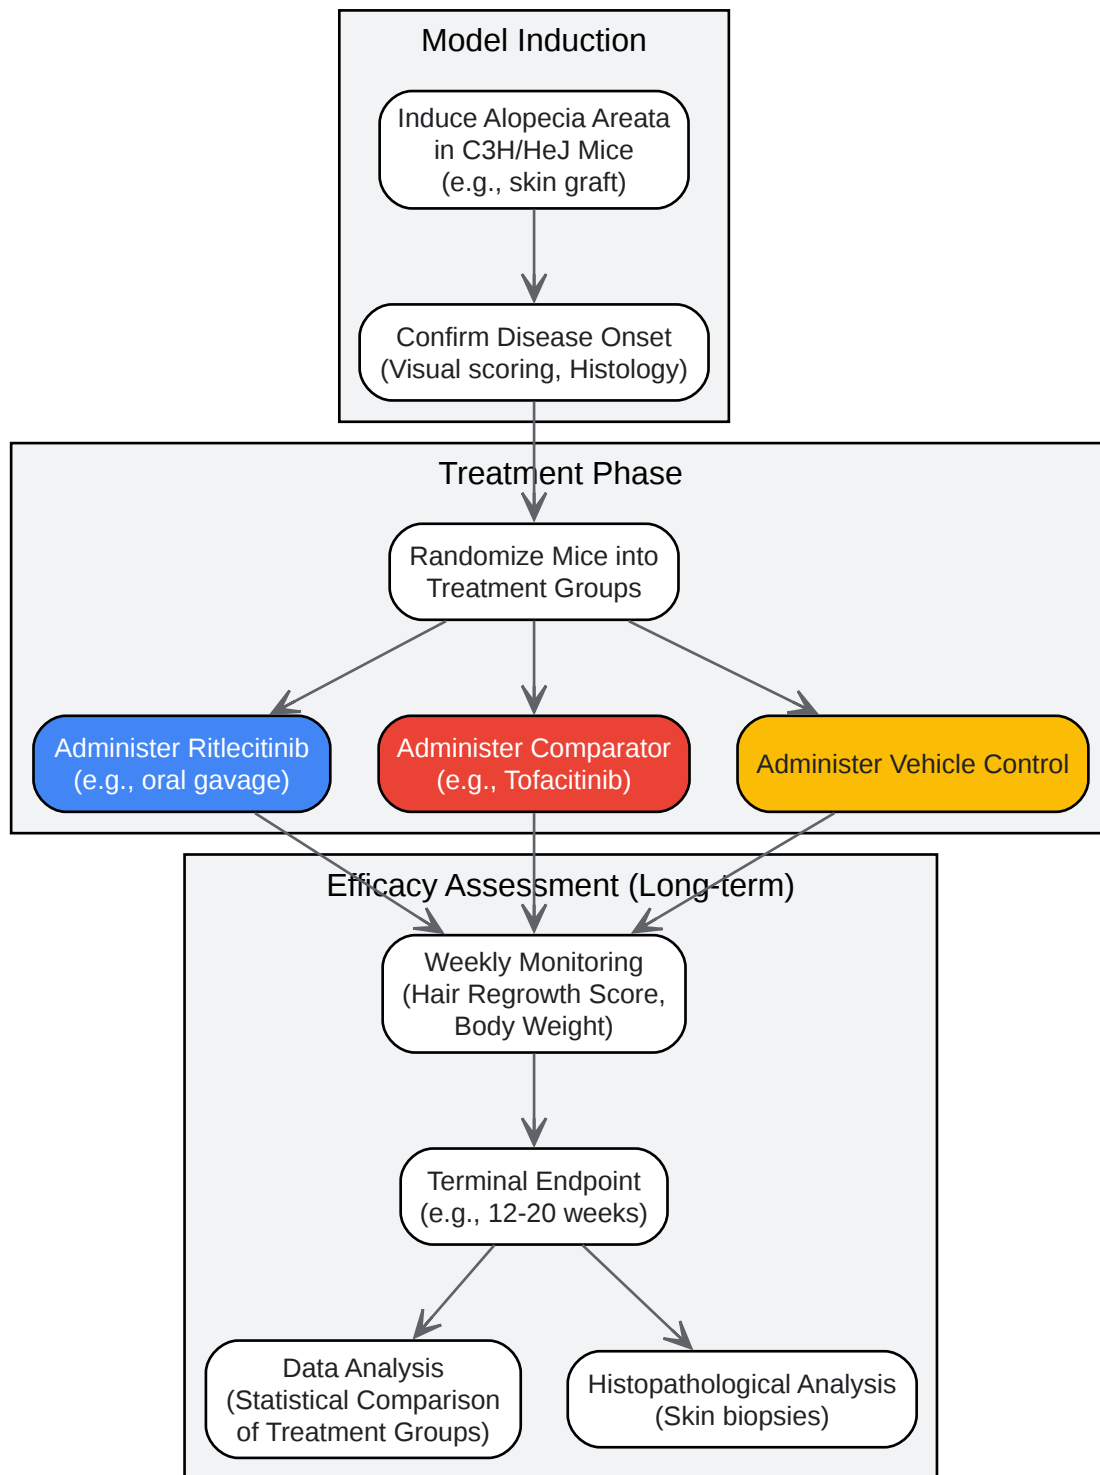 Model Induction
Induce Alopecia Areata
in C3H/HeJ Mice
(e.g., skin graft)
Confirm Disease Onset
(Visual scoring, Histology)
Treatment Phase
Randomize Mice into
Treatment Groups
Administer Ritlecitinib
(e.g., oral gavage)
Administer Comparator
(e.g., Tofacitinib)
Administer Vehicle Control
Efficacy Assessment (Long-term)
Weekly Monitoring
(Hair Regrowth Score,
Body Weight)
Terminal Endpoint
(e.g., 12-20 weeks)
Data Analysis
(Statistical Comparison
of Treatment Groups)
Histopathological Analysis
(Skin biopsies)